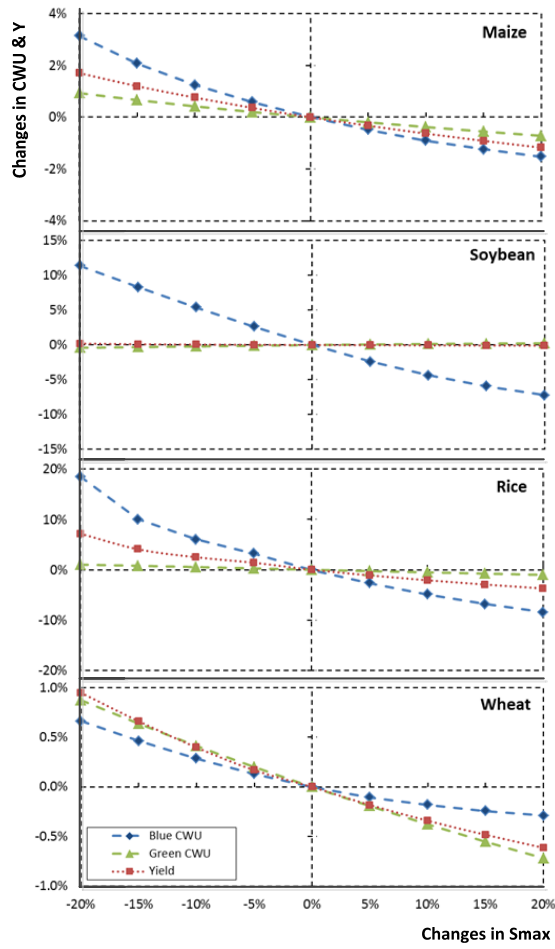 Changes in CWU & Y
4%
2%
0%
-2%
-4%
Maize
15%
10%
5%
0%
-5%
-10%
-15%
Soybean
20%
10%
0%
-10%
-20%
Rice
1.0%
0.5%
0.0%
-0.5%
-1.0%
Wheat
Blue CWU
Green CWU
Yield
-20% -15% -10% -5% 0% 5% 10% 15% 20%
Changes in Smax